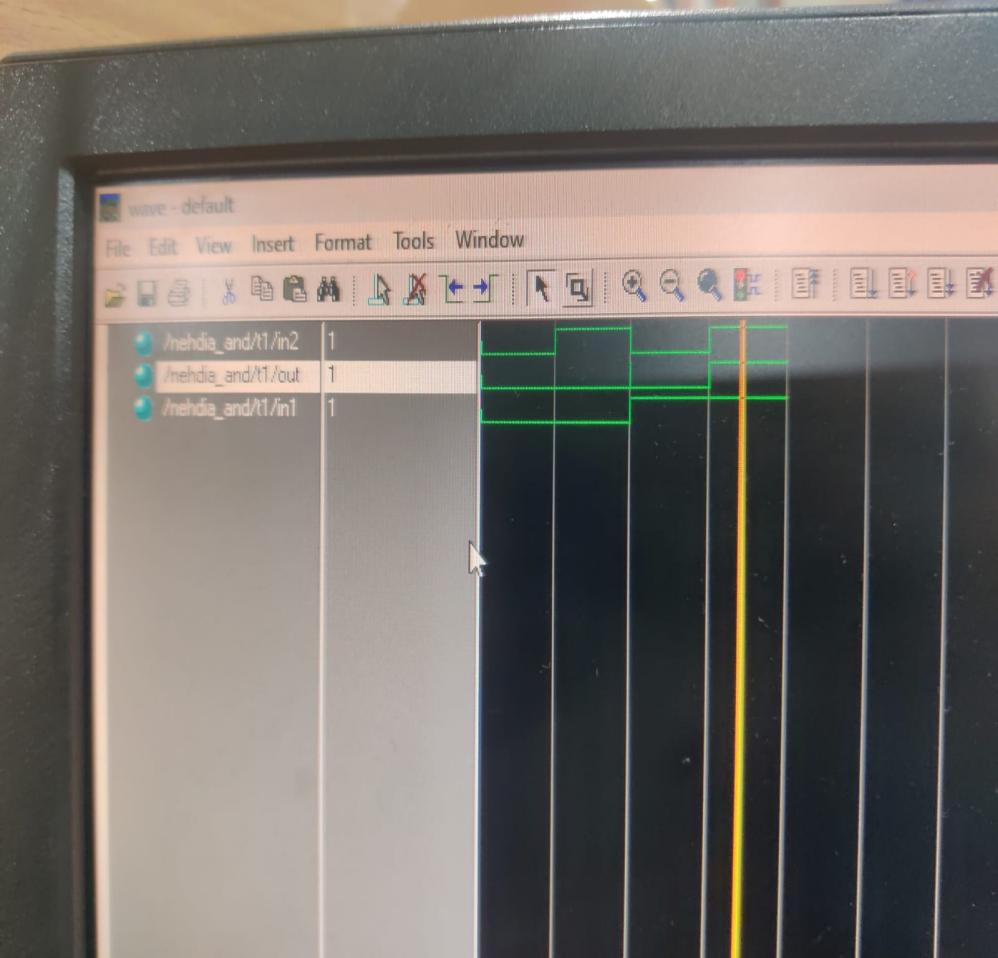 wave - default
File Edit View Insert Format Tools Window
/nehdia_and/t1/in2 1
/nehdia_and/t1/out 1
/nehdia_and/t1/in1 1